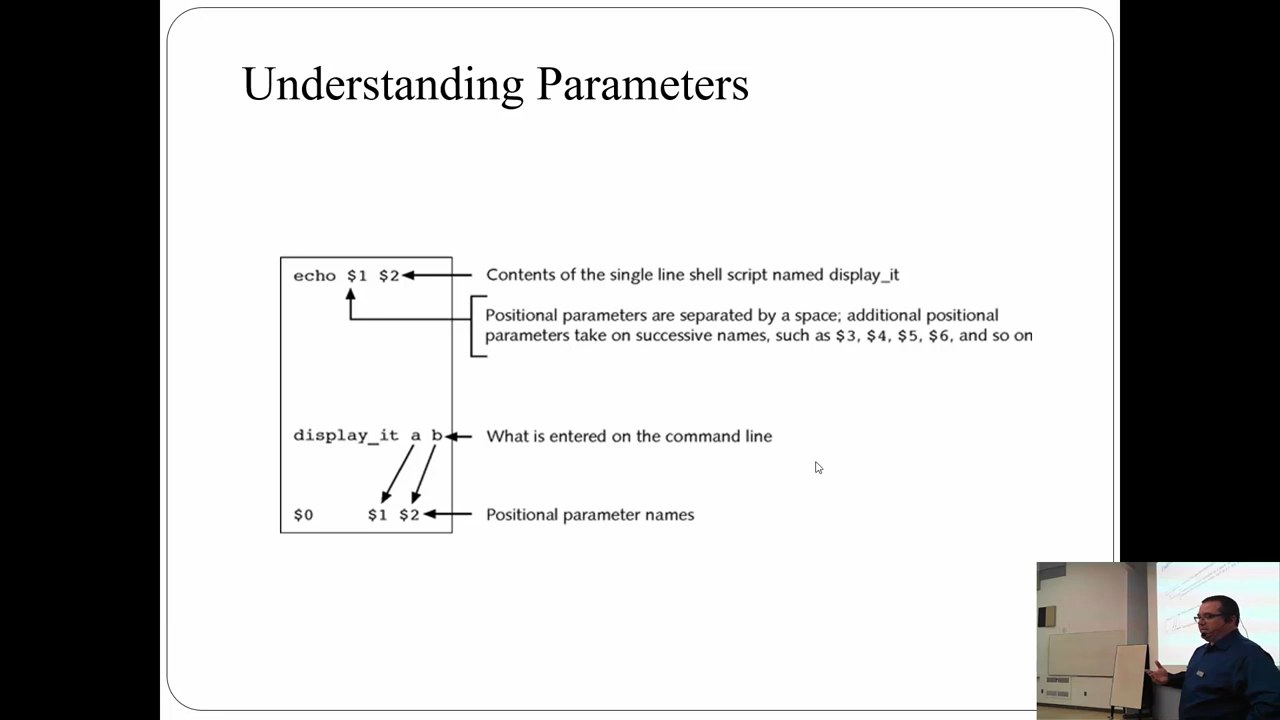 Understanding Parameters
echo $1 $2
Contents of the single line shell script named display_it
Positional parameters are separated by a space; additional positional
parameters take on successive names, such as $3, $4, $5, $6, and so on
display_it a b
What is entered on the command line
$0 $1 $2
Positional parameter names